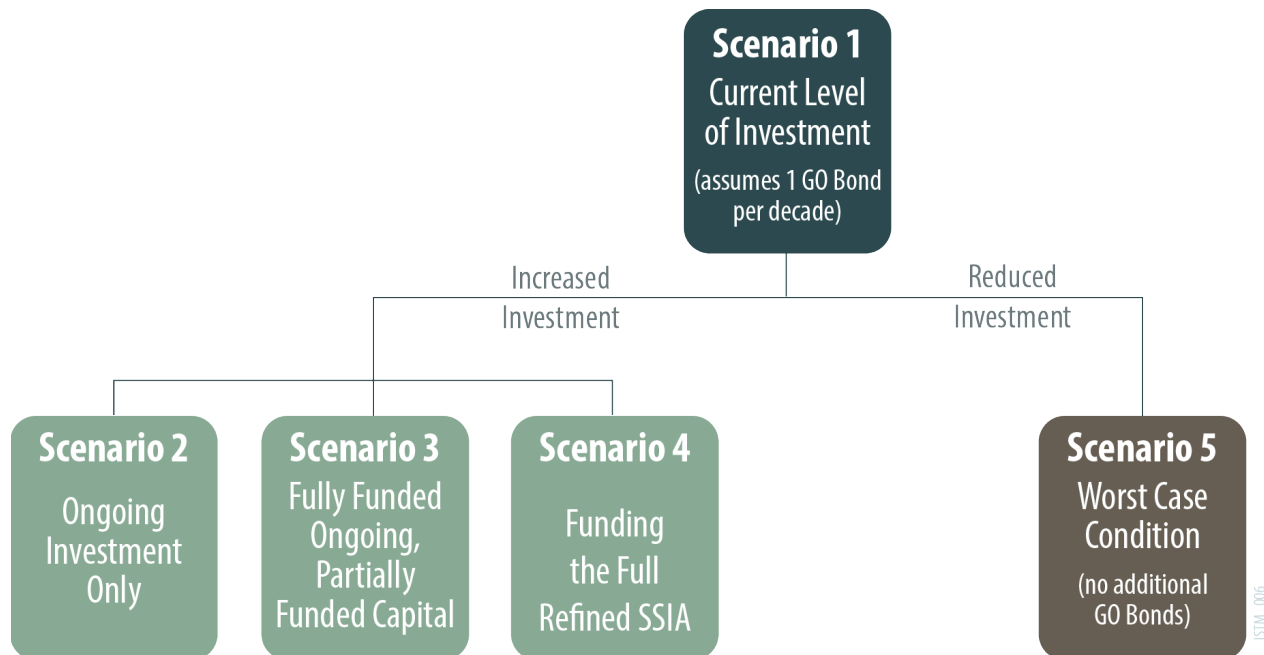 Scenario 1
Current Level
of Investment
(assumes 1 GO Bond
per decade)
Increased
Investment
Reduced
Investment
Scenario 2
Ongoing
Investment
Only
Scenario 3
Fully Funded
Ongoing,
Partially
Funded Capital
Scenario 4
Funding
the Full
Refined SSIA
Scenario 5
Worst Case
Condition
(no additional
GO Bonds)
ISTM_006